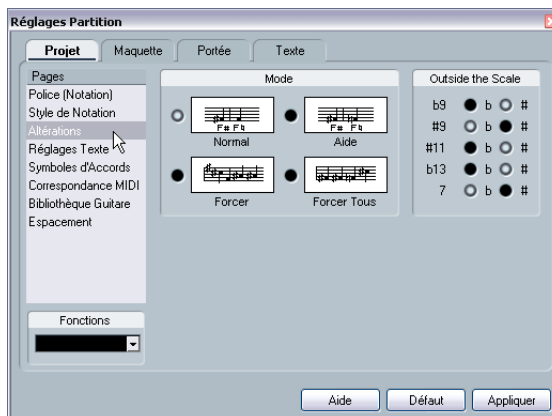 Réglages Partition
Projet Maquette Portée Texte
Pages
Police (Notation)
Style de Notation
Altérations
Réglages Texte
Symboles d'Accords
Correspondance MIDI
Bibliothèque Guitare
Espacement
Fonctions
Mode
F# F♮
Normal
F# F♮
Aide
Forcer
Forcer Tous
Outside the Scale
b9 b #
#9 b #
#11 b #
b13 b #
7 b #
Aide Défaut Appliquer